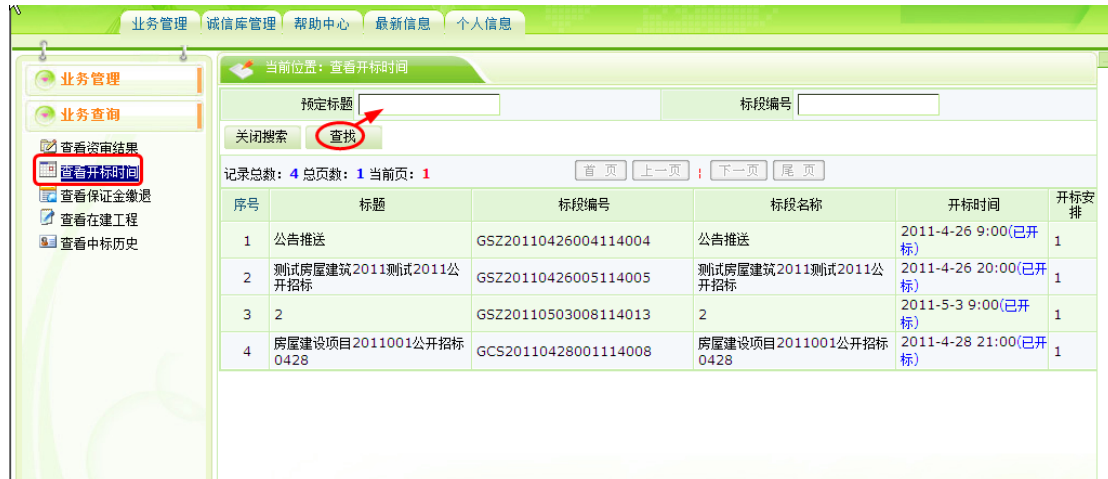 业务管理 诚信库管理 帮助中心 最新信息 个人信息
业务管理
业务查询
查看资审结果
查看开标时间
查看保证金缴退
查看在建工程
查看中标历史
当前位置：查看开标时间
预定标题 标段编号
关闭搜索 查找
记录总数：4 总页数：1 当前页：1 首 页 上一页 ¦ 下一页 尾 页
序号 标题 标段编号 标段名称 开标时间 开标安
排
1 公告推送 GSZ20110426004114004 公告推送 2011-4-26 9:00(已开
标) 1
2 测试房屋建筑2011测试2011公
开招标 GSZ20110426005114005 测试房屋建筑2011测试2011公
开招标 2011-4-26 20:00(已开
标) 1
3 2 GSZ20110503008114013 2 2011-5-3 9:00(已开
标) 1
4 房屋建设项目2011001公开招标
0428 GCS20110428001114008 房屋建设项目2011001公开招标
0428 2011-4-28 21:00(已开
标) 1